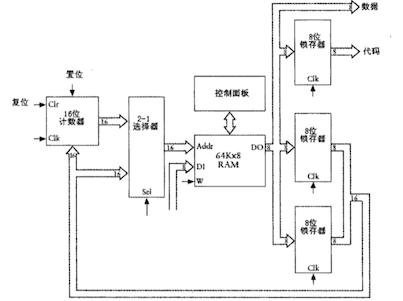 数据
8位
锁存器
8
代码
Clk
置位
复位
Clr
16位
计数器
Clk
16
2-1
选择器
16
Sel
控制面板
16
Addr
DI
W
64K×8
RAM
DO
8
8位
锁存器
8
Clk
16
8位
锁存器
8
Clk
16